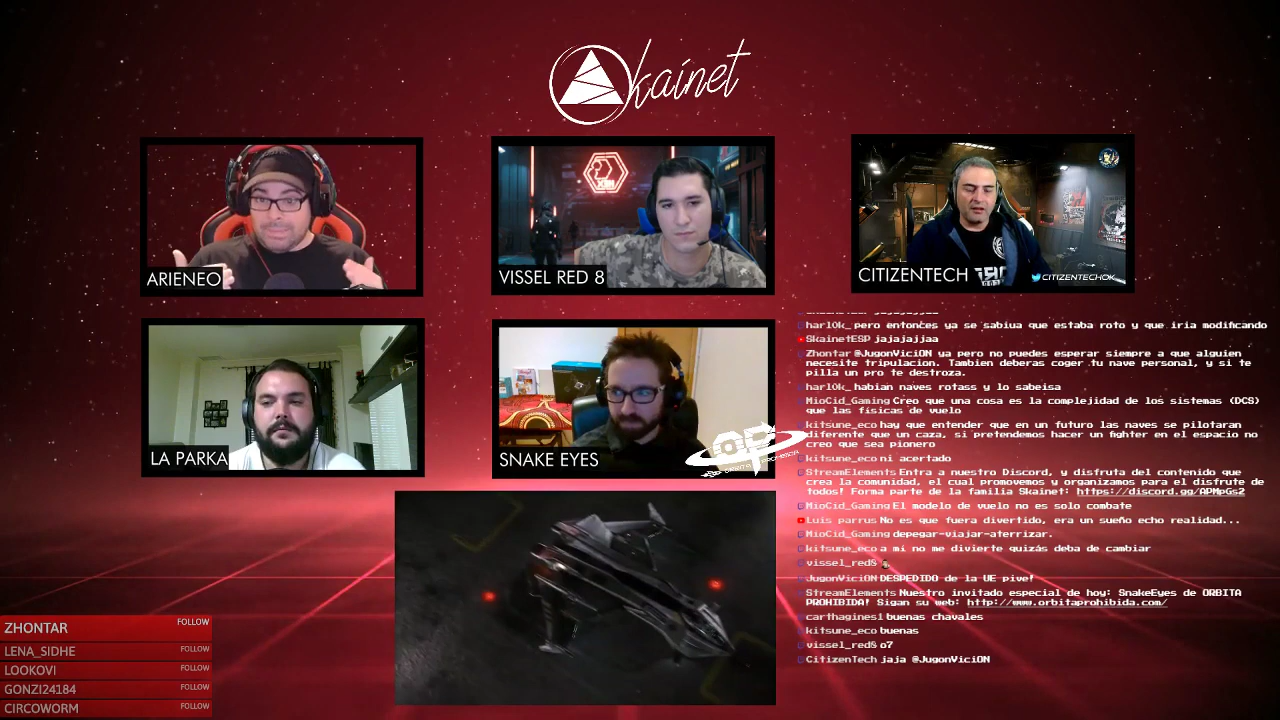 kainet
ARIENEO
VISSEL RED 8
CITIZENTECH
CITIZENTECHOK
LA PARKA
SNAKE EYES
OP
harl0k_ pero entonces ya se sabiua que estaba roto y que iria modificando
SkainetESP jajajajjaa
Zhontar @JugonViciON ya pero no puedes esperar siempre a que alguien
necesite tripulacion. Tambien deberas coger tu nave personal, y si te
pilla un pro te destroza.
harl0k_ habian naves rotass y lo sabeisa
MioCid_Gaming Creo que una cosa es la complejidad de los sistemas (DCS)
que las físicas de vuelo
kitsune_eco hay que entender que en un futuro las naves se pilotaran
diferente que un caza, si pretendemos hacer un fighter en el espacio no
creo que sea pionero
kitsune_eco ni acertado
StreamElements Entra a nuestro Discord, y disfruta del contenido que
crea la comunidad, el cual promovemos y organizamos para el disfrute de
todos! Forma parte de la familia Skainet: https://discord.gg/APMpGs2
MioCid_Gaming El modelo de vuelo no es solo combate
Luis parrus No es que fuera divertido, era un sueño echo realidad...
MioCid_Gaming depegar-viajar-aterrizar.
kitsune_eco a mi no me divierte quizás deba de cambiar
vissel_red8
JugonViciON DESPEDIDO de la UE pive!
StreamElements Nuestro invitado especial de hoy: SnakeEyes de ORBITA
PROHIBIDA! Sigan su web: http://www.orbitaprohibida.com/
carthagines1 buenas chavales
kitsune_eco buenas
vissel_red8 o7
CitizenTech jaja @JugonViciON
ZHONTAR FOLLOW
LENA_SIDHE FOLLOW
LOOKOVI FOLLOW
GONZI24184 FOLLOW
CIRCOWORM FOLLOW